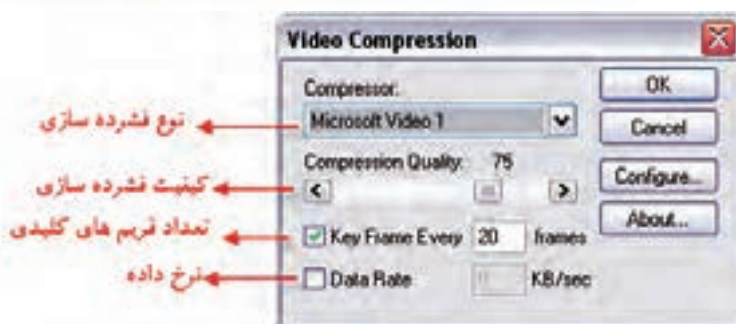 Video Compression
Compressor:
OK
نوع فشرده سازی
Microsoft Video 1
Cancel
Compression Quality: 75
کیفیت فشرده سازی
Configure...
تعداد فریم های کلیدی
Key Frame Every 20 frames
About...
نرخ داده
Data Rate 0 KB/sec